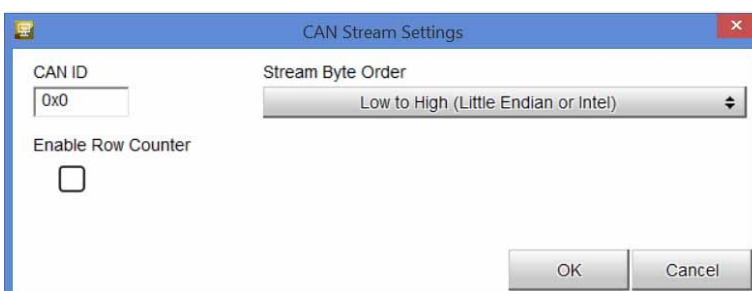 CAN Stream Settings
CAN ID
Stream Byte Order
0x0
Low to High (Little Endian or Intel)
Enable Row Counter
OK
Cancel